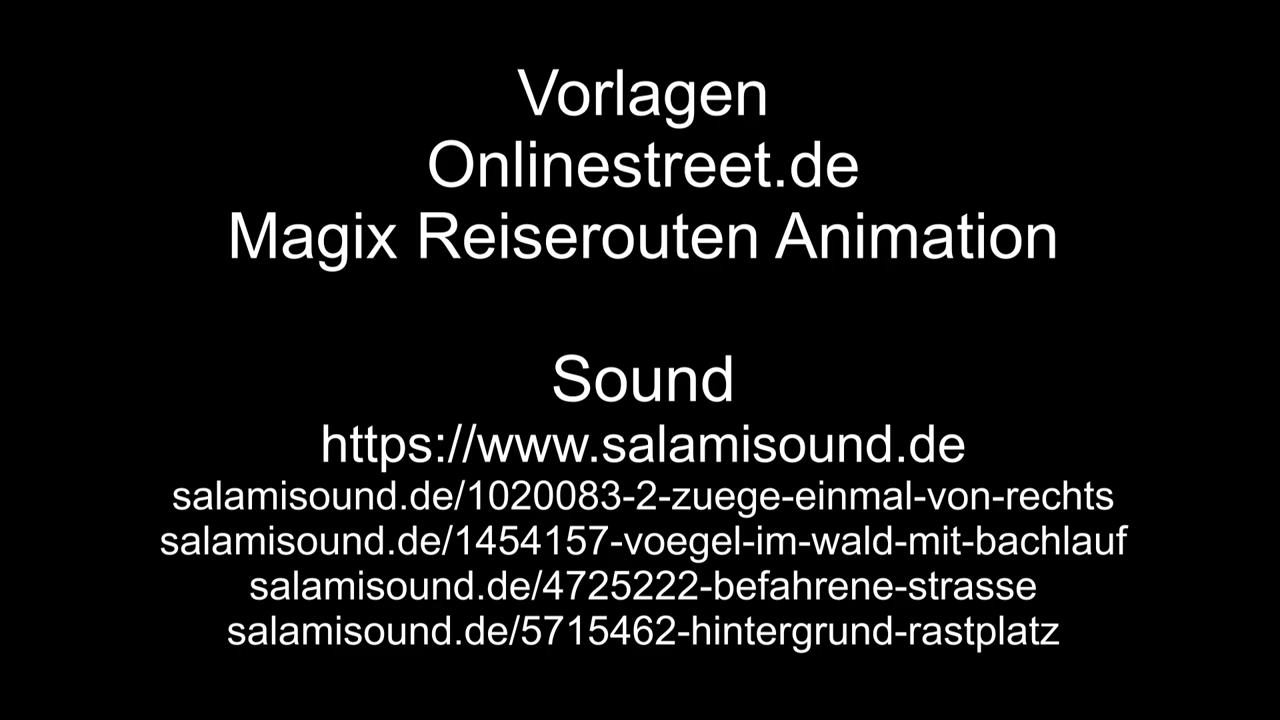 Vorlagen
Onlinestreet.de
Magix Reiserouten Animation
Sound
https://www.salamisound.de
salamisound.de/1020083-2-zuege-einmal-von-rechts
salamisound.de/1454157-voegel-im-wald-mit-bachlauf
salamisound.de/4725222-befahrene-strasse
salamisound.de/5715462-hintergrund-rastplatz